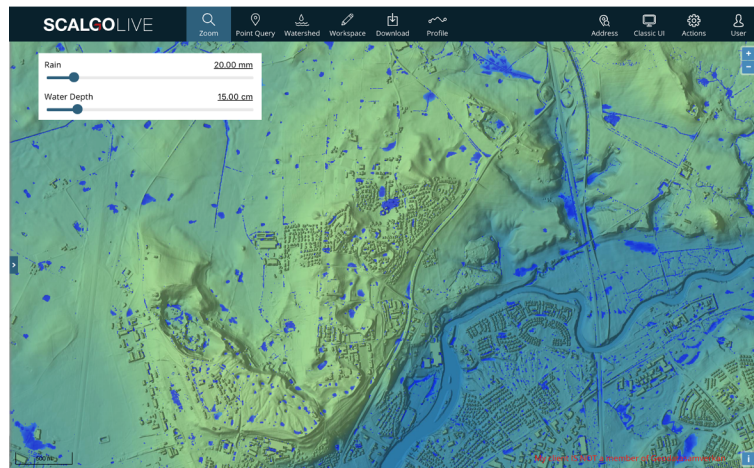 SCALGOLIVE
Zoom
Point Query
Watershed
Workspace
Download
Profile
Address
Classic UI
Actions
User
Rain 20.00 mm
Water Depth 15.00 cm
+
−
>
i